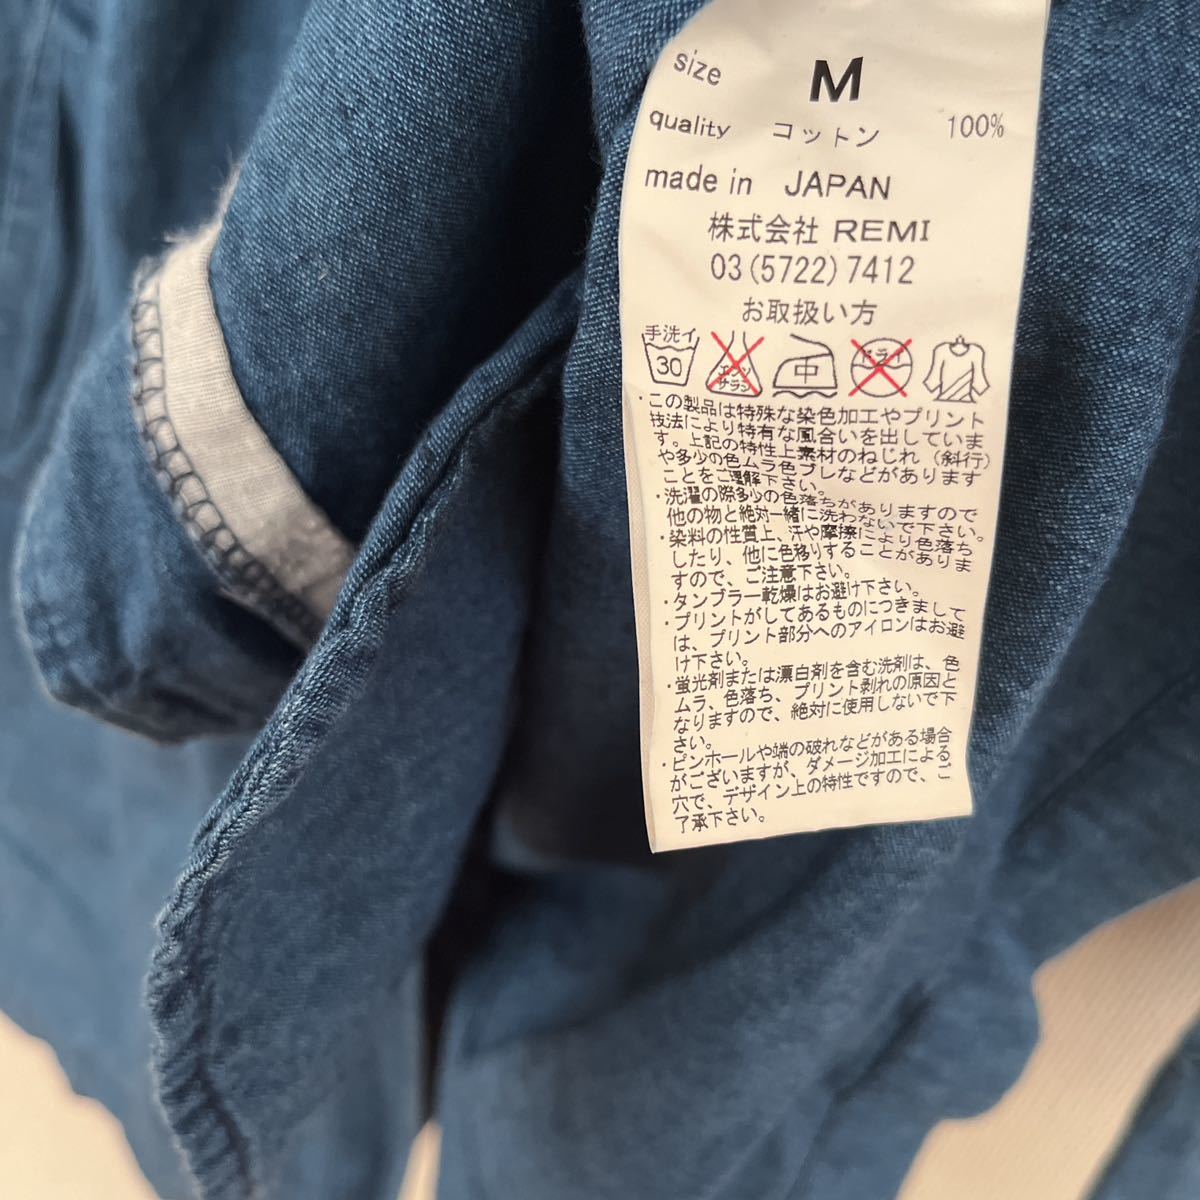 size M
quality コットン 100%
made in JAPAN
株式会社 REMI
03(5722)7412
お取扱い方
手洗イ
30
エンソ
サラシ
中
ドライ
・この製品は特殊な染色加工やプリント
技法により特有な風合いを出していま
す。上記の特性上素材のねじれ（斜行）
や多少の色ムラ色ブレなどがあります
ことをご理解下さい。
・洗濯の際多少の色落ちがありますので
他の物と絶対一緒に洗わないで下さい。
・染料の性質上、汗や摩擦により色落ち
したり、他に色移りすることがありま
すので、ご注意下さい。
・タンブラー乾燥はお避け下さい。
・プリントがしてあるものにつきまして
は、プリント部分へのアイロンはお避
け下さい。
・蛍光剤または漂白剤を含む洗剤は、色
ムラ、色落ち、プリント剥れの原因と
なりますので、絶対に使用しないで下
さい。
・ピンホールや端の破れなどがある場合
がございますが、ダメージ加工による
穴で、デザイン上の特性ですので、ご
了承下さい。